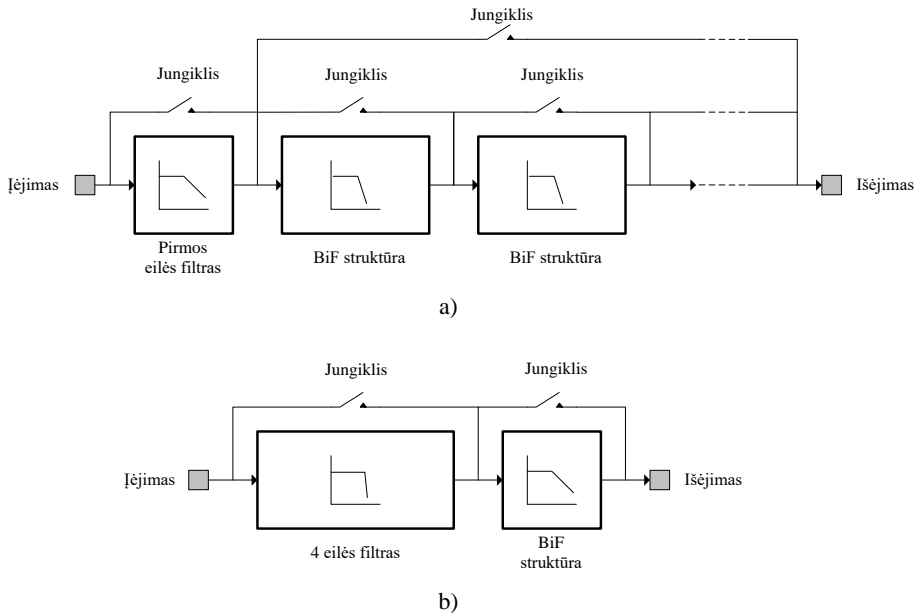 Jungiklis
Jungiklis
Jungiklis
Jungiklis
Įėjimas
Išėjimas
Pirmos
eilės filtras
BiF struktūra
BiF struktūra
a)
Jungiklis
Jungiklis
Įėjimas
Išėjimas
4 eilės filtras
BiF
struktūra
b)